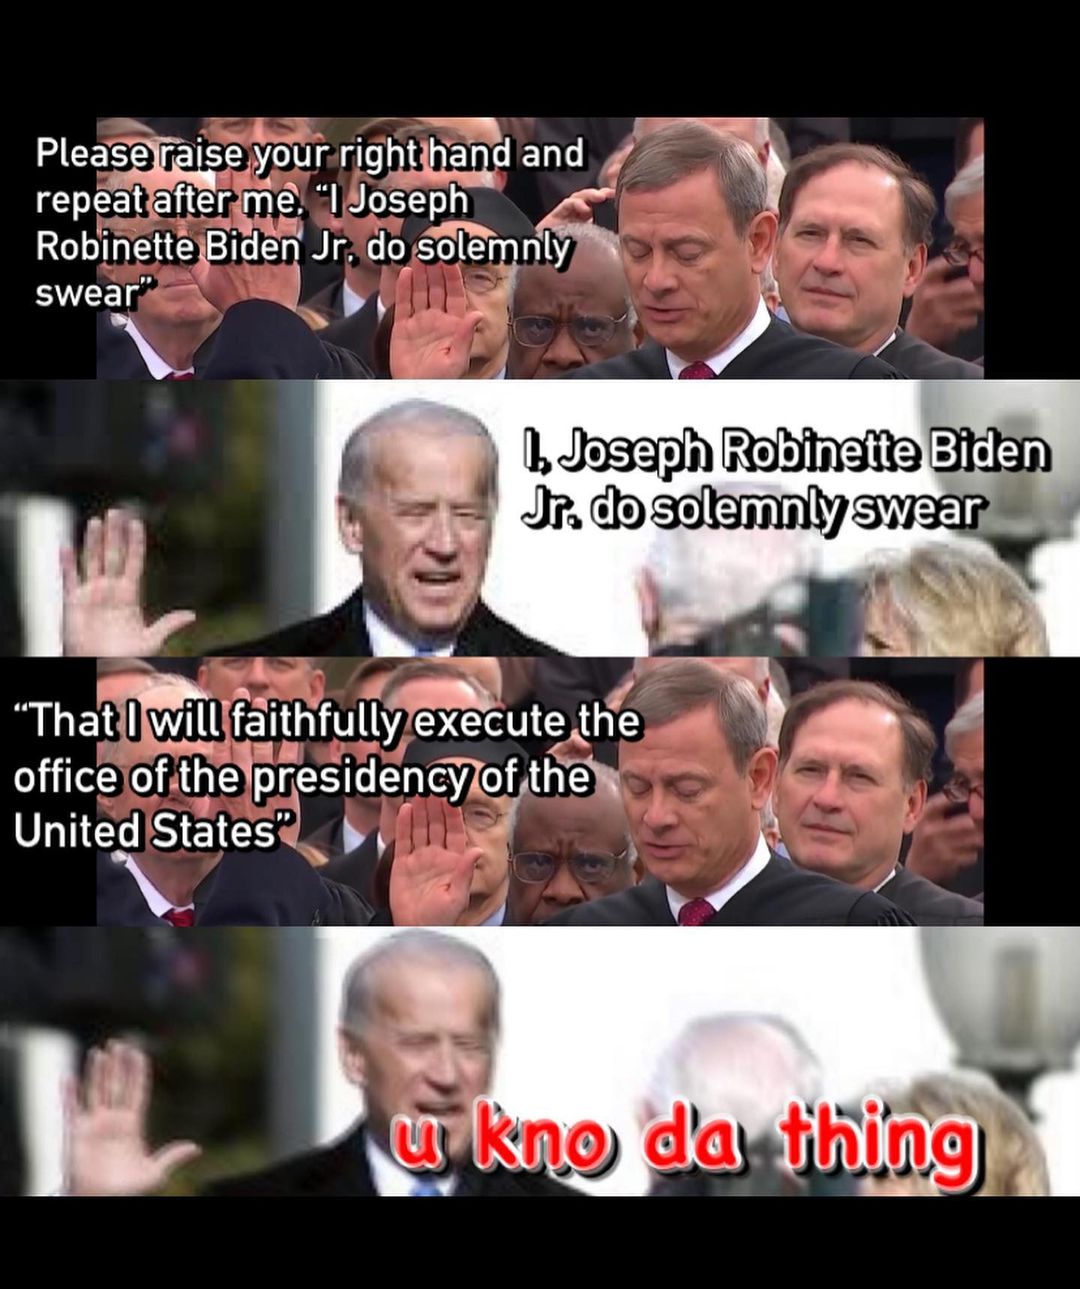 Please raise your right hand and
repeat after me. “I Joseph
Robinette Biden Jr. do solemnly
swear”
I, Joseph Robinette Biden
Jr. do solemnly swear
“That I will faithfully execute the
office of the presidency of the
United States”
u kno da thing